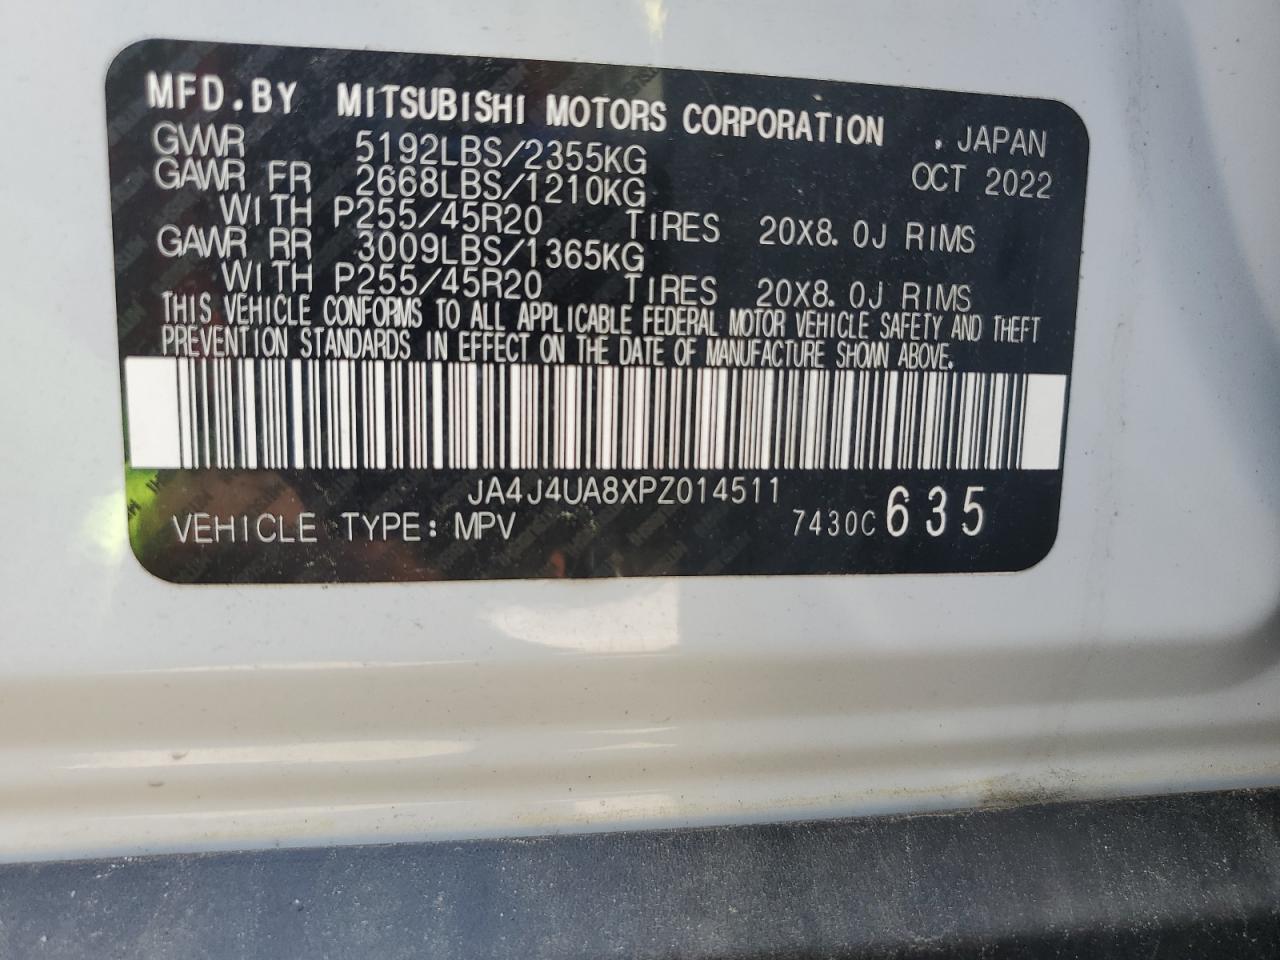 MFD.BY MITSUBISHI MOTORS CORPORATION . JAPAN
GVWR 5192LBS/2355KG OCT 2022
GAWR FR 2668LBS/1210KG
WITH P255/45R20 TIRES 20X8.0J RIMS
GAWR RR 3009LBS/1365KG
WITH P255/45R20 TIRES 20X8.0J RIMS
THIS VEHICLE CONFORMS TO ALL APPLICABLE FEDERAL MOTOR VEHICLE SAFETY AND THEFT
PREVENTION STANDARDS IN EFFECT ON THE DATE OF MANUFACTURE SHOWN ABOVE.
JA4J4UA8XPZ014511
VEHICLE TYPE: MPV 7430C 635